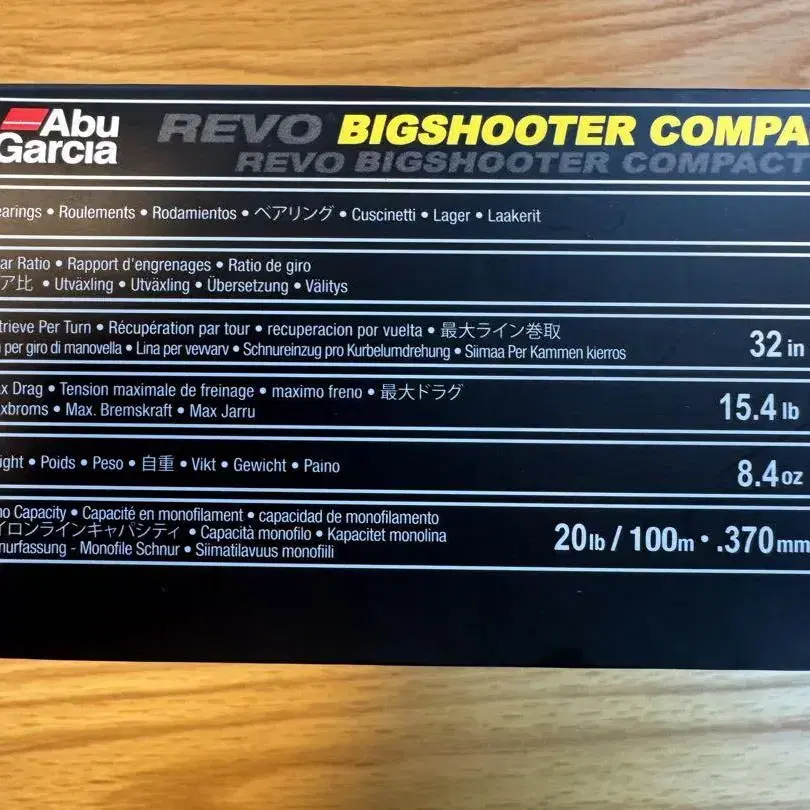 Abu
Garcia
REVO BIGSHOOTER COMPA
REVO BIGSHOOTER COMPACT
earings • Roulements • Rodamientos • ベアリング • Cuscinetti • Lager • Laakerit
ar Ratio • Rapport d'engrenages • Ratio de giro
ア比 • Utväxling • Utväxling • Übersetzung • Välitys
trieve Per Turn • Récupération par tour • recuperacion por vuelta • 最大ライン巻取
per giro di manovella • Lina per vevvarv • Schnureinzug pro Kurbelumdrehung • Siimaa Per Kammen kierros
32 in
x Drag • Tension maximale de freinage • maximo freno • 最大ドラグ
xbroms • Max. Bremskraft • Max Jarru
15.4 lb
ight • Poids • Peso • 自重 • Vikt • Gewicht • Paino
8.4 oz
no Capacity • Capacité en monofilament • capacidad de monofilamento
イロンラインキャパシティ • Capacità monofilo • Kapacitet monolina
nurfassung - Monofile Schnur • Siimatilavuus monofiili
20lb / 100m • .370mm